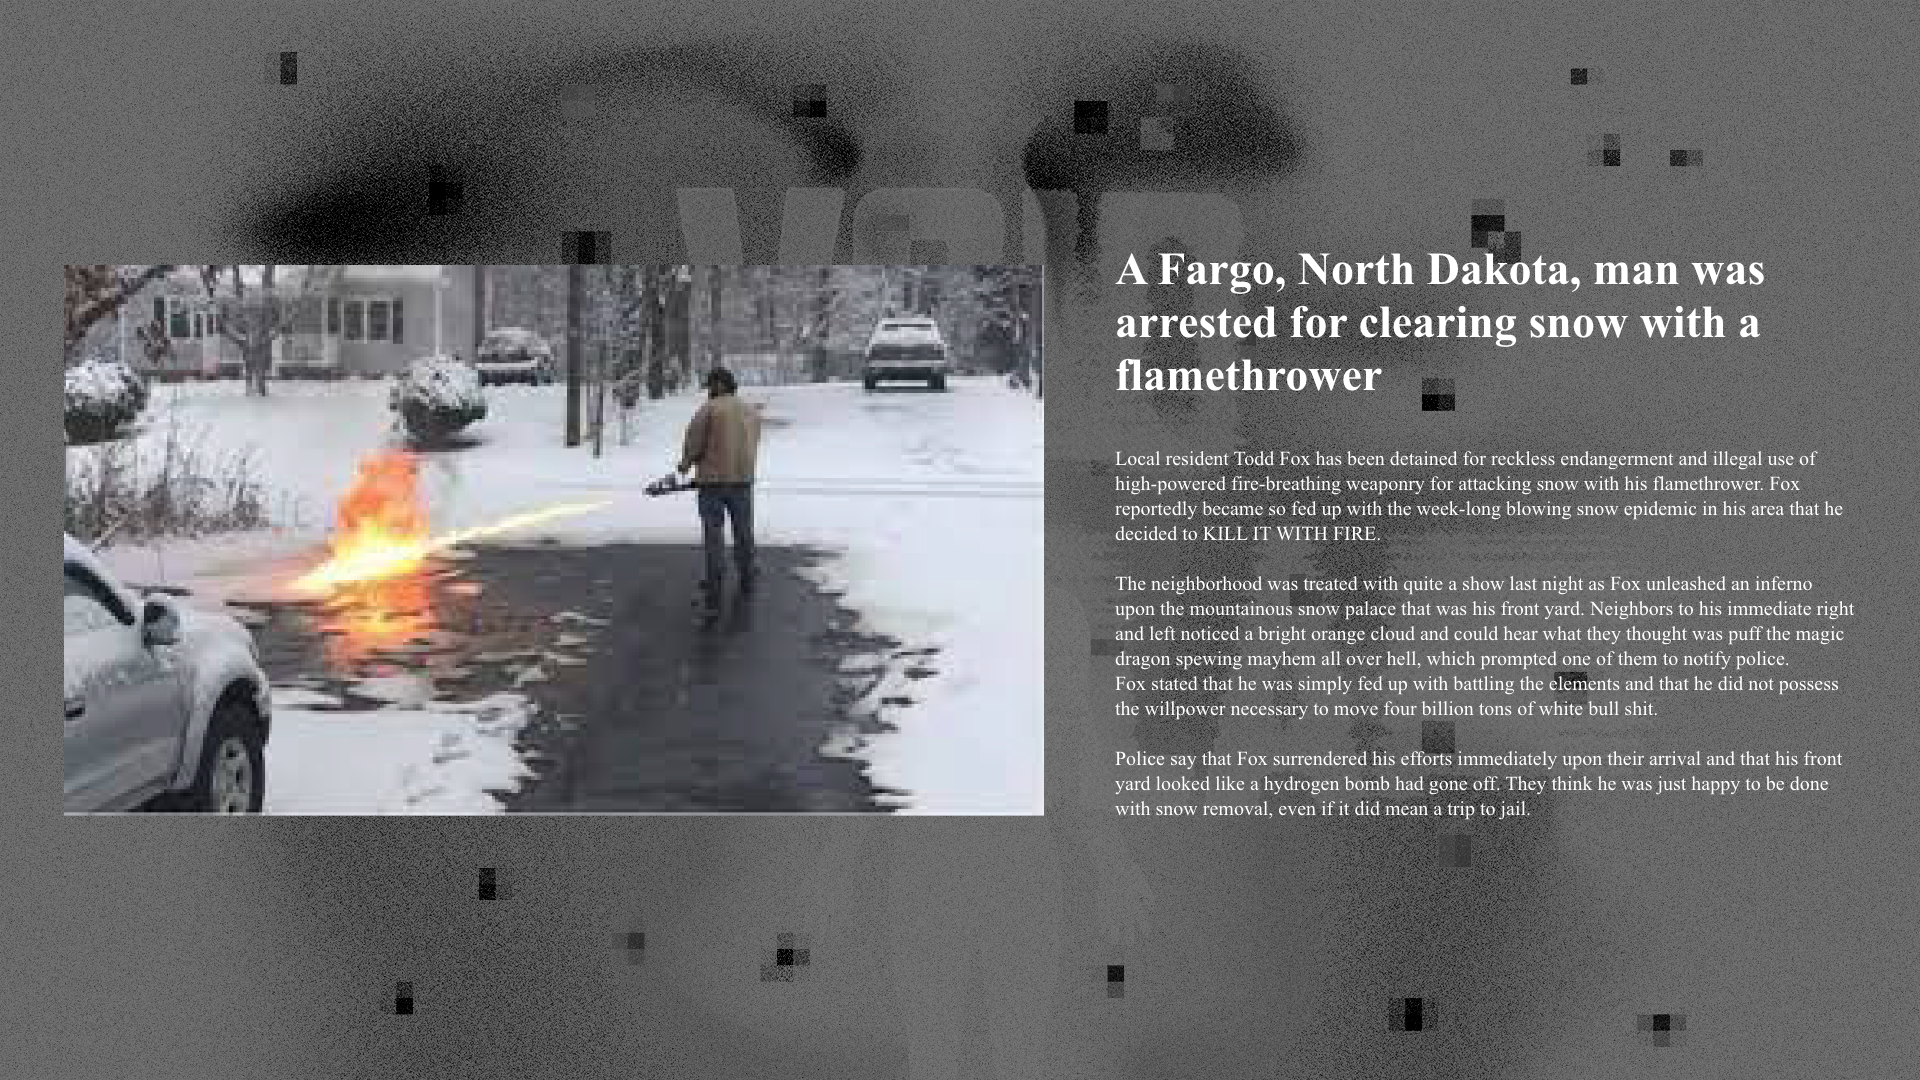 A Fargo, North Dakota, man was
arrested for clearing snow with a
flamethrower
Local resident Todd Fox has been detained for reckless endangerment and illegal use of
high-powered fire-breathing weaponry for attacking snow with his flamethrower. Fox
reportedly became so fed up with the week-long blowing snow epidemic in his area that he
decided to KILL IT WITH FIRE.
The neighborhood was treated with quite a show last night as Fox unleashed an inferno
upon the mountainous snow palace that was his front yard. Neighbors to his immediate right
and left noticed a bright orange cloud and could hear what they thought was puff the magic
dragon spewing mayhem all over hell, which prompted one of them to notify police.
Fox stated that he was simply fed up with battling the elements and that he did not possess
the willpower necessary to move four billion tons of white bull shit.
Police say that Fox surrendered his efforts immediately upon their arrival and that his front
yard looked like a hydrogen bomb had gone off. They think he was just happy to be done
with snow removal, even if it did mean a trip to jail.